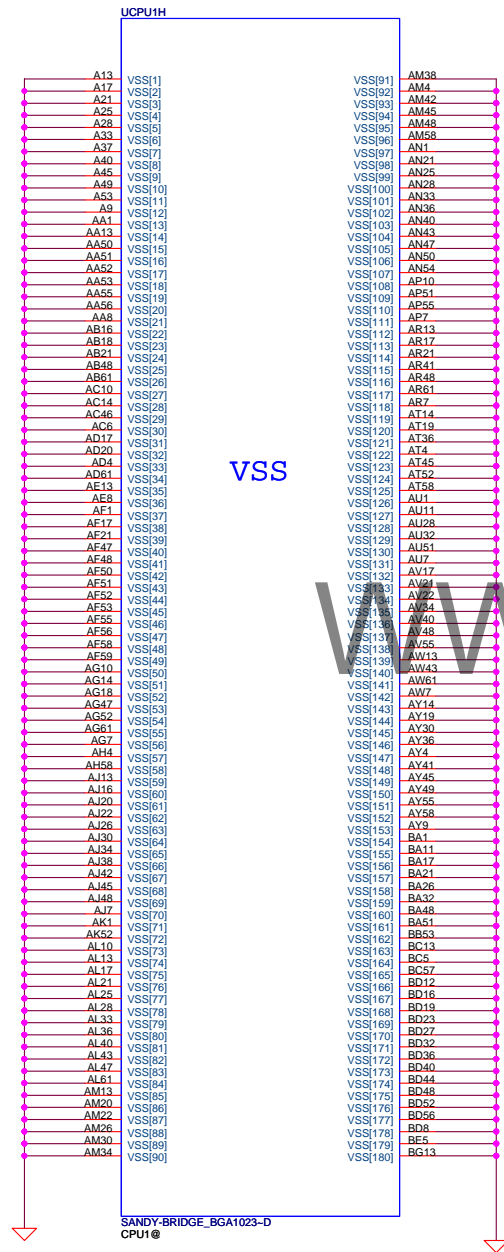 UCPU1H
A13 VSS[1] VSS[91] AM38
A17 VSS[2] VSS[92] AM4
A21 VSS[3] VSS[93] AM42
A25 VSS[4] VSS[94] AM45
A28 VSS[5] VSS[95] AM48
A33 VSS[6] VSS[96] AM58
A37 VSS[7] VSS[97] AN1
A40 VSS[8] VSS[98] AN21
A45 VSS[9] VSS[99] AN25
A49 VSS[10] VSS[100] AN28
A53 VSS[11] VSS[101] AN33
A9 VSS[12] VSS[102] AN36
AA1 VSS[13] VSS[103] AN40
AA13 VSS[14] VSS[104] AN43
AA50 VSS[15] VSS[105] AN47
AA51 VSS[16] VSS[106] AN50
AA52 VSS[17] VSS[107] AN54
AA53 VSS[18] VSS[108] AP10
AA55 VSS[19] VSS[109] AP51
AA56 VSS[20] VSS[110] AP55
AA8 VSS[21] VSS[111] AP7
AB16 VSS[22] VSS[112] AR13
AB18 VSS[23] VSS[113] AR17
AB21 VSS[24] VSS[114] AR21
AB48 VSS[25] VSS[115] AR41
AB61 VSS[26] VSS[116] AR48
AC10 VSS[27] VSS[117] AR61
AC14 VSS[28] VSS[118] AR7
AC46 VSS[29] VSS[119] AT14
AC6 VSS[30] VSS[120] AT19
AD17 VSS[31] VSS[121] AT36
AD20 VSS[32] VSS[122] AT4
AD4 VSS[33] VSS[123] AT45
AD61 VSS[34] VSS[124] AT52
AE13 VSS[35] VSS[125] AT58
AE8 VSS[36] VSS[126] AU1
AF1 VSS[37] VSS[127] AU11
AF17 VSS[38] VSS[128] AU28
AF21 VSS[39] VSS[129] AU32
AF47 VSS[40] VSS[130] AU51
AF48 VSS[41] VSS[131] AU7
AF50 VSS[42] VSS[132] AV17
AF51 VSS[43] VSS[133] AV21
AF52 VSS[44] VSS[134] AV22
AF53 VSS[45] VSS[135] AV34
AF55 VSS[46] VSS[136] AV40
AF56 VSS[47] VSS[137] AV48
AF58 VSS[48] VSS[138] AV55
AF59 VSS[49] VSS[139] AW13
AG10 VSS[50] VSS[140] AW43
AG14 VSS[51] VSS[141] AW61
AG18 VSS[52] VSS[142] AW7
AG47 VSS[53] VSS[143] AY14
AG52 VSS[54] VSS[144] AY19
AG61 VSS[55] VSS[145] AY30
AG7 VSS[56] VSS[146] AY36
AH4 VSS[57] VSS[147] AY4
AH58 VSS[58] VSS[148] AY41
AJ13 VSS[59] VSS[149] AY45
AJ16 VSS[60] VSS[150] AY49
AJ20 VSS[61] VSS[151] AY55
AJ22 VSS[62] VSS[152] AY58
AJ26 VSS[63] VSS[153] AY9
AJ30 VSS[64] VSS[154] BA1
AJ34 VSS[65] VSS[155] BA11
AJ38 VSS[66] VSS[156] BA17
AJ42 VSS[67] VSS[157] BA21
AJ45 VSS[68] VSS[158] BA26
AJ48 VSS[69] VSS[159] BA32
AJ7 VSS[70] VSS[160] BA48
AK1 VSS[71] VSS[161] BA51
AK52 VSS[72] VSS[162] BB53
AL10 VSS[73] VSS[163] BC13
AL13 VSS[74] VSS[164] BC5
AL17 VSS[75] VSS[165] BC57
AL21 VSS[76] VSS[166] BD12
AL25 VSS[77] VSS[167] BD16
AL28 VSS[78] VSS[168] BD19
AL33 VSS[79] VSS[169] BD23
AL36 VSS[80] VSS[170] BD27
AL40 VSS[81] VSS[171] BD32
AL43 VSS[82] VSS[172] BD36
AL47 VSS[83] VSS[173] BD40
AL61 VSS[84] VSS[174] BD44
AM13 VSS[85] VSS[175] BD48
AM20 VSS[86] VSS[176] BD52
AM22 VSS[87] VSS[177] BD56
AM26 VSS[88] VSS[178] BD8
AM30 VSS[89] VSS[179] BE5
AM34 VSS[90] VSS[180] BG13
VSS
SANDY-BRIDGE_BGA1023~D
CPU1@